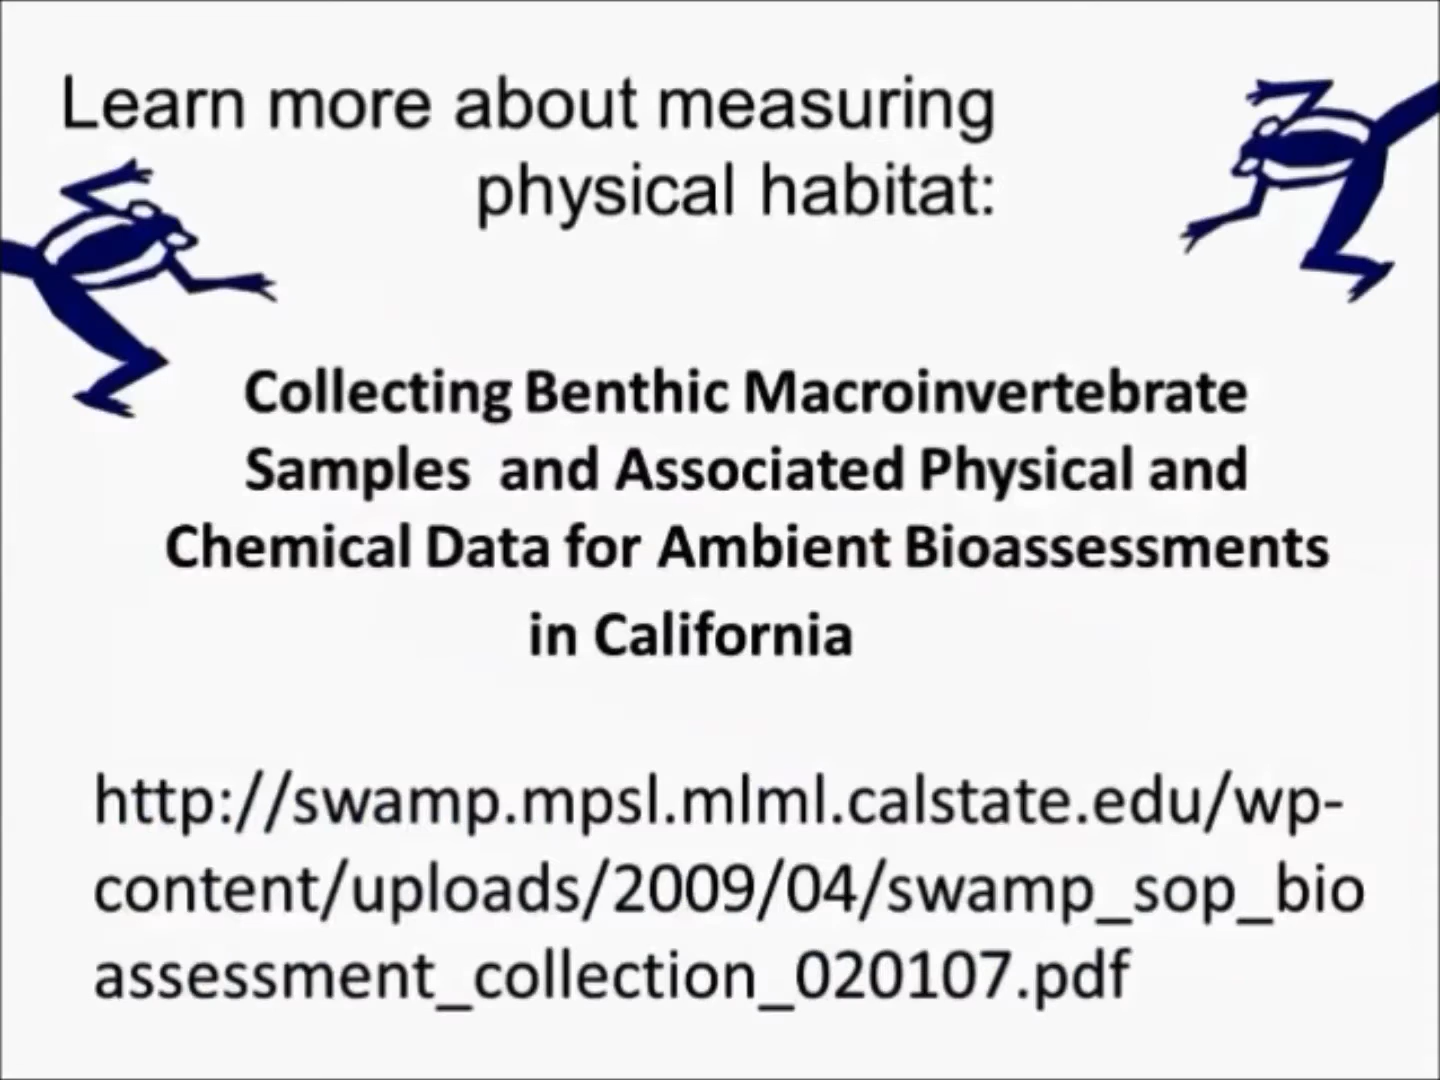 Learn more about measuring
physical habitat:
Collecting Benthic Macroinvertebrate
Samples  and Associated Physical and
Chemical Data for Ambient Bioassessments
in California
http://swamp.mpsl.mlml.calstate.edu/wp-
content/uploads/2009/04/swamp_sop_bio
assessment_collection_020107.pdf